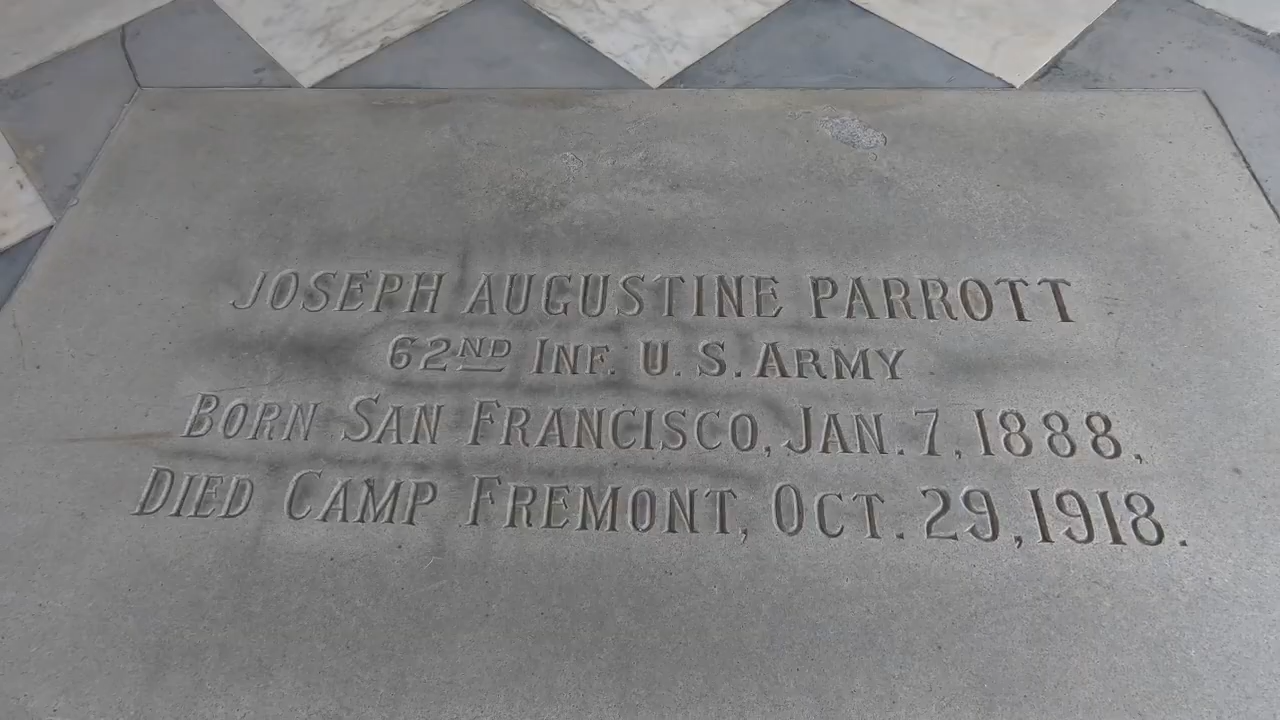 JOSEPH AUGUSTINE PARROTT
62ND INF. U.S. ARMY
BORN SAN FRANCISCO, JAN. 7, 1888,
DIED CAMP FREMONT, OCT. 29, 1918.